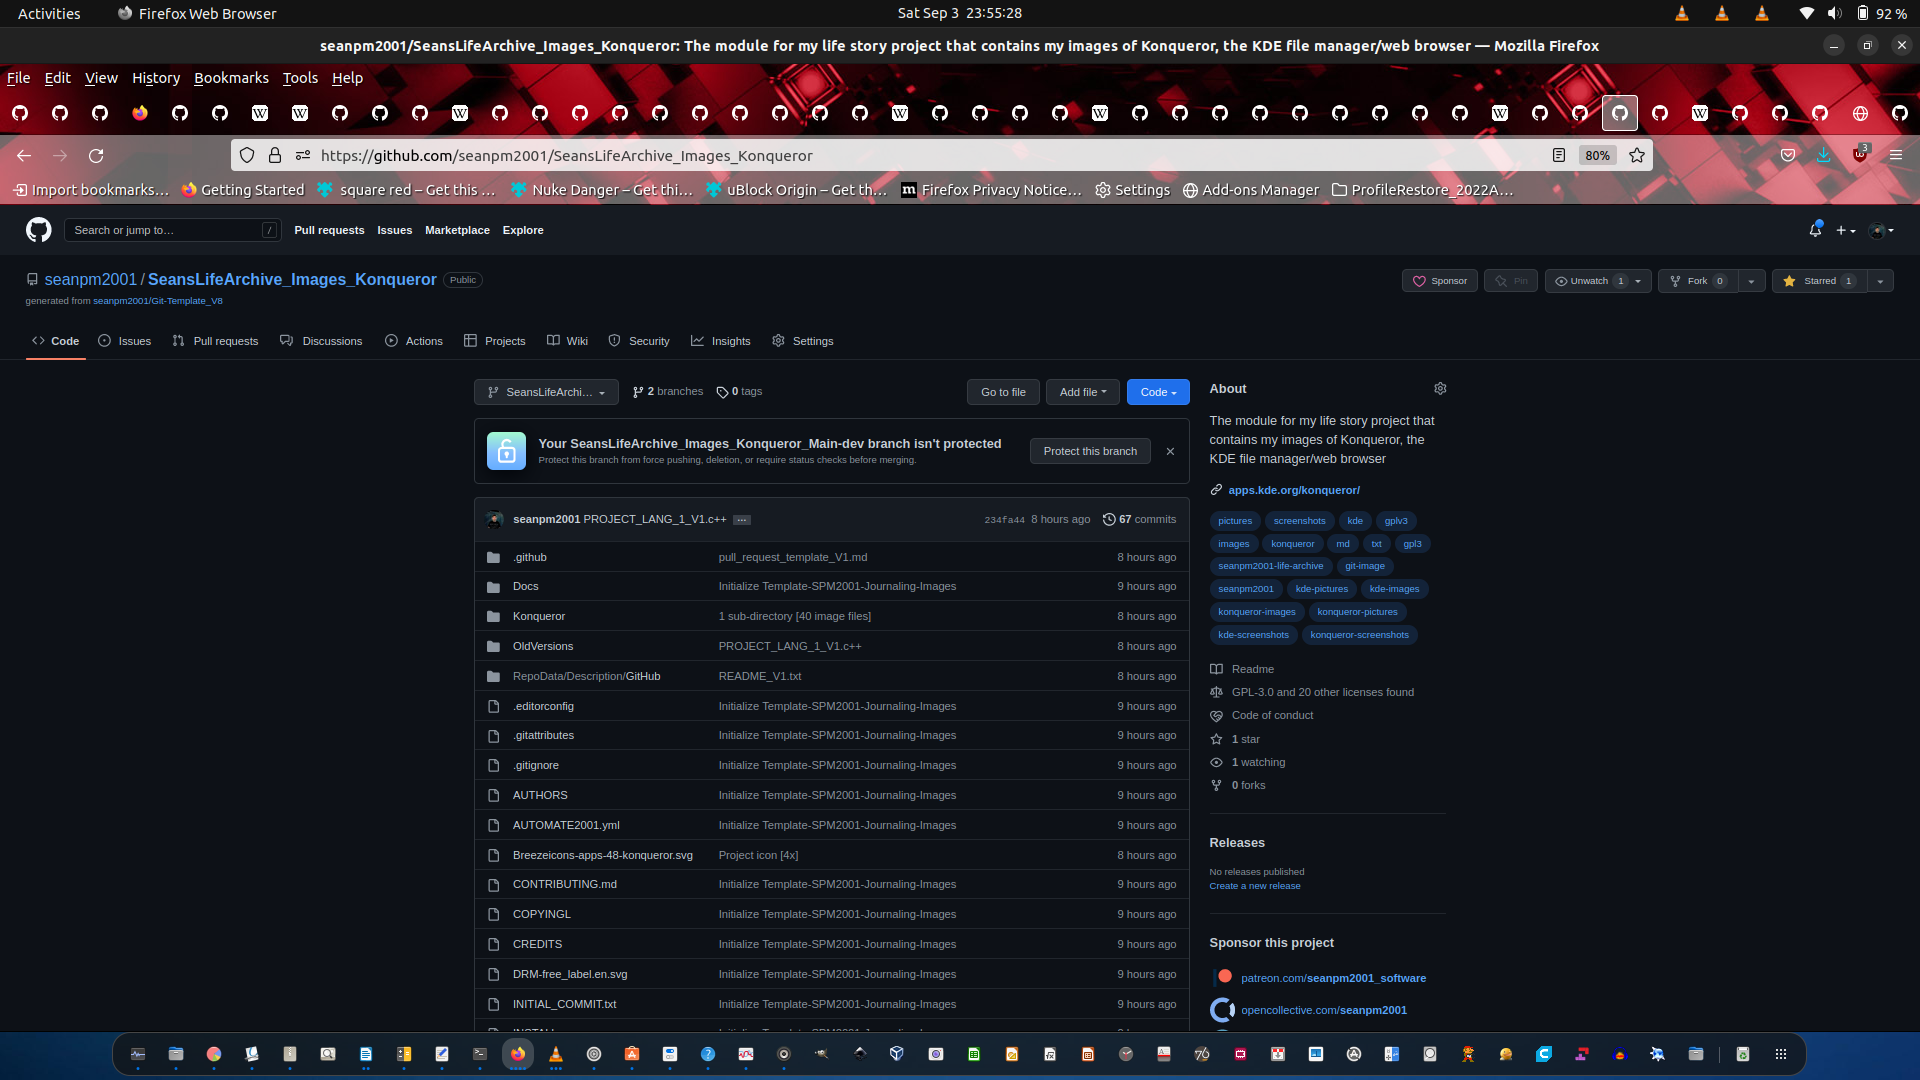 Activities Firefox Web Browser Sat Sep 3 23:55:28 92 %
seanpm2001/SeansLifeArchive_Images_Konqueror: The module for my life story project that contains my images of Konqueror, the KDE file manager/web browser — Mozilla Firefox
File Edit View History Bookmarks Tools Help
https://github.com/seanpm2001/SeansLifeArchive_Images_Konqueror 80% 3
Import bookmarks… Getting Started square red – Get this … Nuke Danger – Get thi… uBlock Origin – Get th… Firefox Privacy Notice… Settings Add-ons Manager ProfileRestore_2022A…
Search or jump to… / Pull requests Issues Marketplace Explore
seanpm2001 / SeansLifeArchive_Images_Konqueror Public Sponsor Pin Unwatch 1 Fork 0 Starred 1
generated from seanpm2001/Git-Template_V8
Code Issues Pull requests Discussions Actions Projects Wiki Security Insights Settings
SeansLifeArchi… 2 branches 0 tags Go to file Add file Code
Your SeansLifeArchive_Images_Konqueror_Main-dev branch isn't protected
Protect this branch from force pushing, deletion, or require status checks before merging.
Protect this branch
seanpm2001 PROJECT_LANG_1_V1.c++ … 234fa44 8 hours ago 67 commits
.github pull_request_template_V1.md 8 hours ago
Docs Initialize Template-SPM2001-Journaling-Images 9 hours ago
Konqueror 1 sub-directory [40 image files] 8 hours ago
OldVersions PROJECT_LANG_1_V1.c++ 8 hours ago
RepoData/Description/GitHub README_V1.txt 8 hours ago
.editorconfig Initialize Template-SPM2001-Journaling-Images 9 hours ago
.gitattributes Initialize Template-SPM2001-Journaling-Images 9 hours ago
.gitignore Initialize Template-SPM2001-Journaling-Images 9 hours ago
AUTHORS Initialize Template-SPM2001-Journaling-Images 9 hours ago
AUTOMATE2001.yml Initialize Template-SPM2001-Journaling-Images 9 hours ago
Breezeicons-apps-48-konqueror.svg Project icon [4x] 8 hours ago
CONTRIBUTING.md Initialize Template-SPM2001-Journaling-Images 9 hours ago
COPYINGL Initialize Template-SPM2001-Journaling-Images 9 hours ago
CREDITS Initialize Template-SPM2001-Journaling-Images 9 hours ago
DRM-free_label.en.svg Initialize Template-SPM2001-Journaling-Images 9 hours ago
INITIAL_COMMIT.txt Initialize Template-SPM2001-Journaling-Images 9 hours ago
About
The module for my life story project that
contains my images of Konqueror, the
KDE file manager/web browser
apps.kde.org/konqueror/
pictures screenshots kde gplv3
images konqueror md txt gpl3
seanpm2001-life-archive git-image
seanpm2001 kde-pictures kde-images
konqueror-images konqueror-pictures
kde-screenshots konqueror-screenshots
Readme
GPL-3.0 and 20 other licenses found
Code of conduct
1 star
1 watching
0 forks
Releases
No releases published
Create a new release
Sponsor this project
patreon.com/seanpm2001_software
opencollective.com/seanpm2001